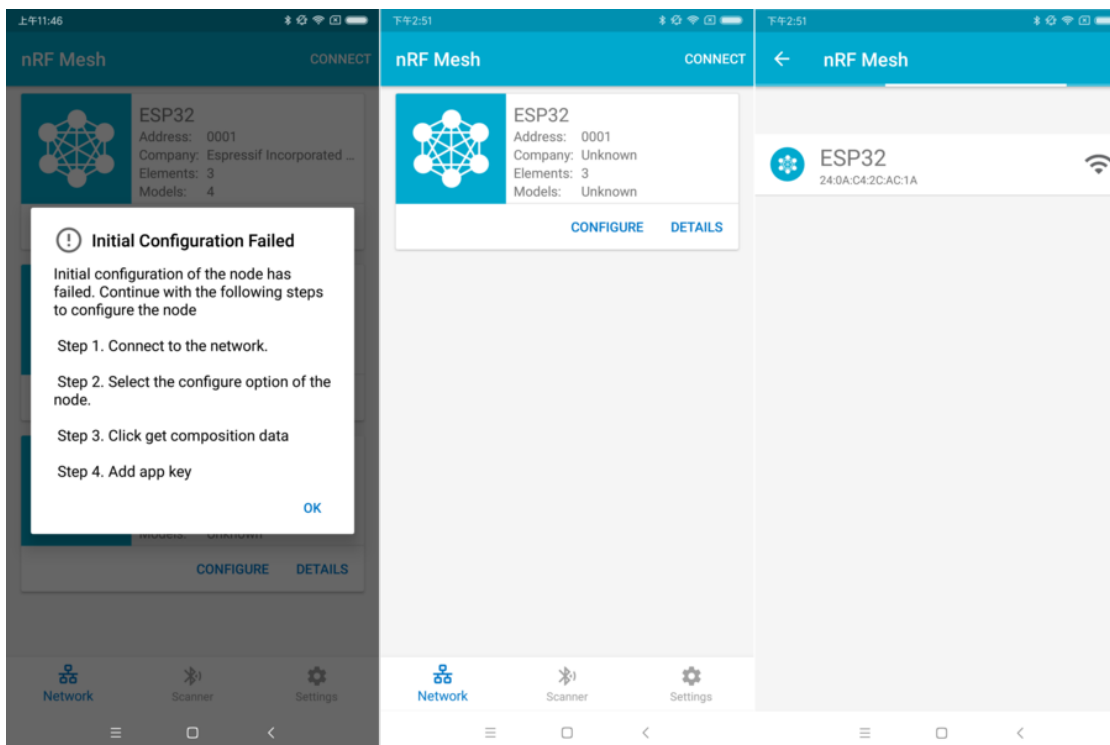 上午11:46
nRF Mesh
CONNECT
ESP32
Address: 0001
Company: Espressif Incorporated ...
Elements: 3
Models: 4
Initial Configuration Failed
Initial configuration of the node has
failed. Continue with the following steps
to configure the node
Step 1. Connect to the network.
Step 2. Select the configure option of the
node.
Step 3. Click get composition data
Step 4. Add app key
OK
CONFIGURE DETAILS
Network Scanner Settings
下午2:51
nRF Mesh
CONNECT
ESP32
Address: 0001
Company: Unknown
Elements: 3
Models: Unknown
CONFIGURE DETAILS
Network Scanner Settings
下午2:51
nRF Mesh
ESP32
24:0A:C4:2C:AC:1A